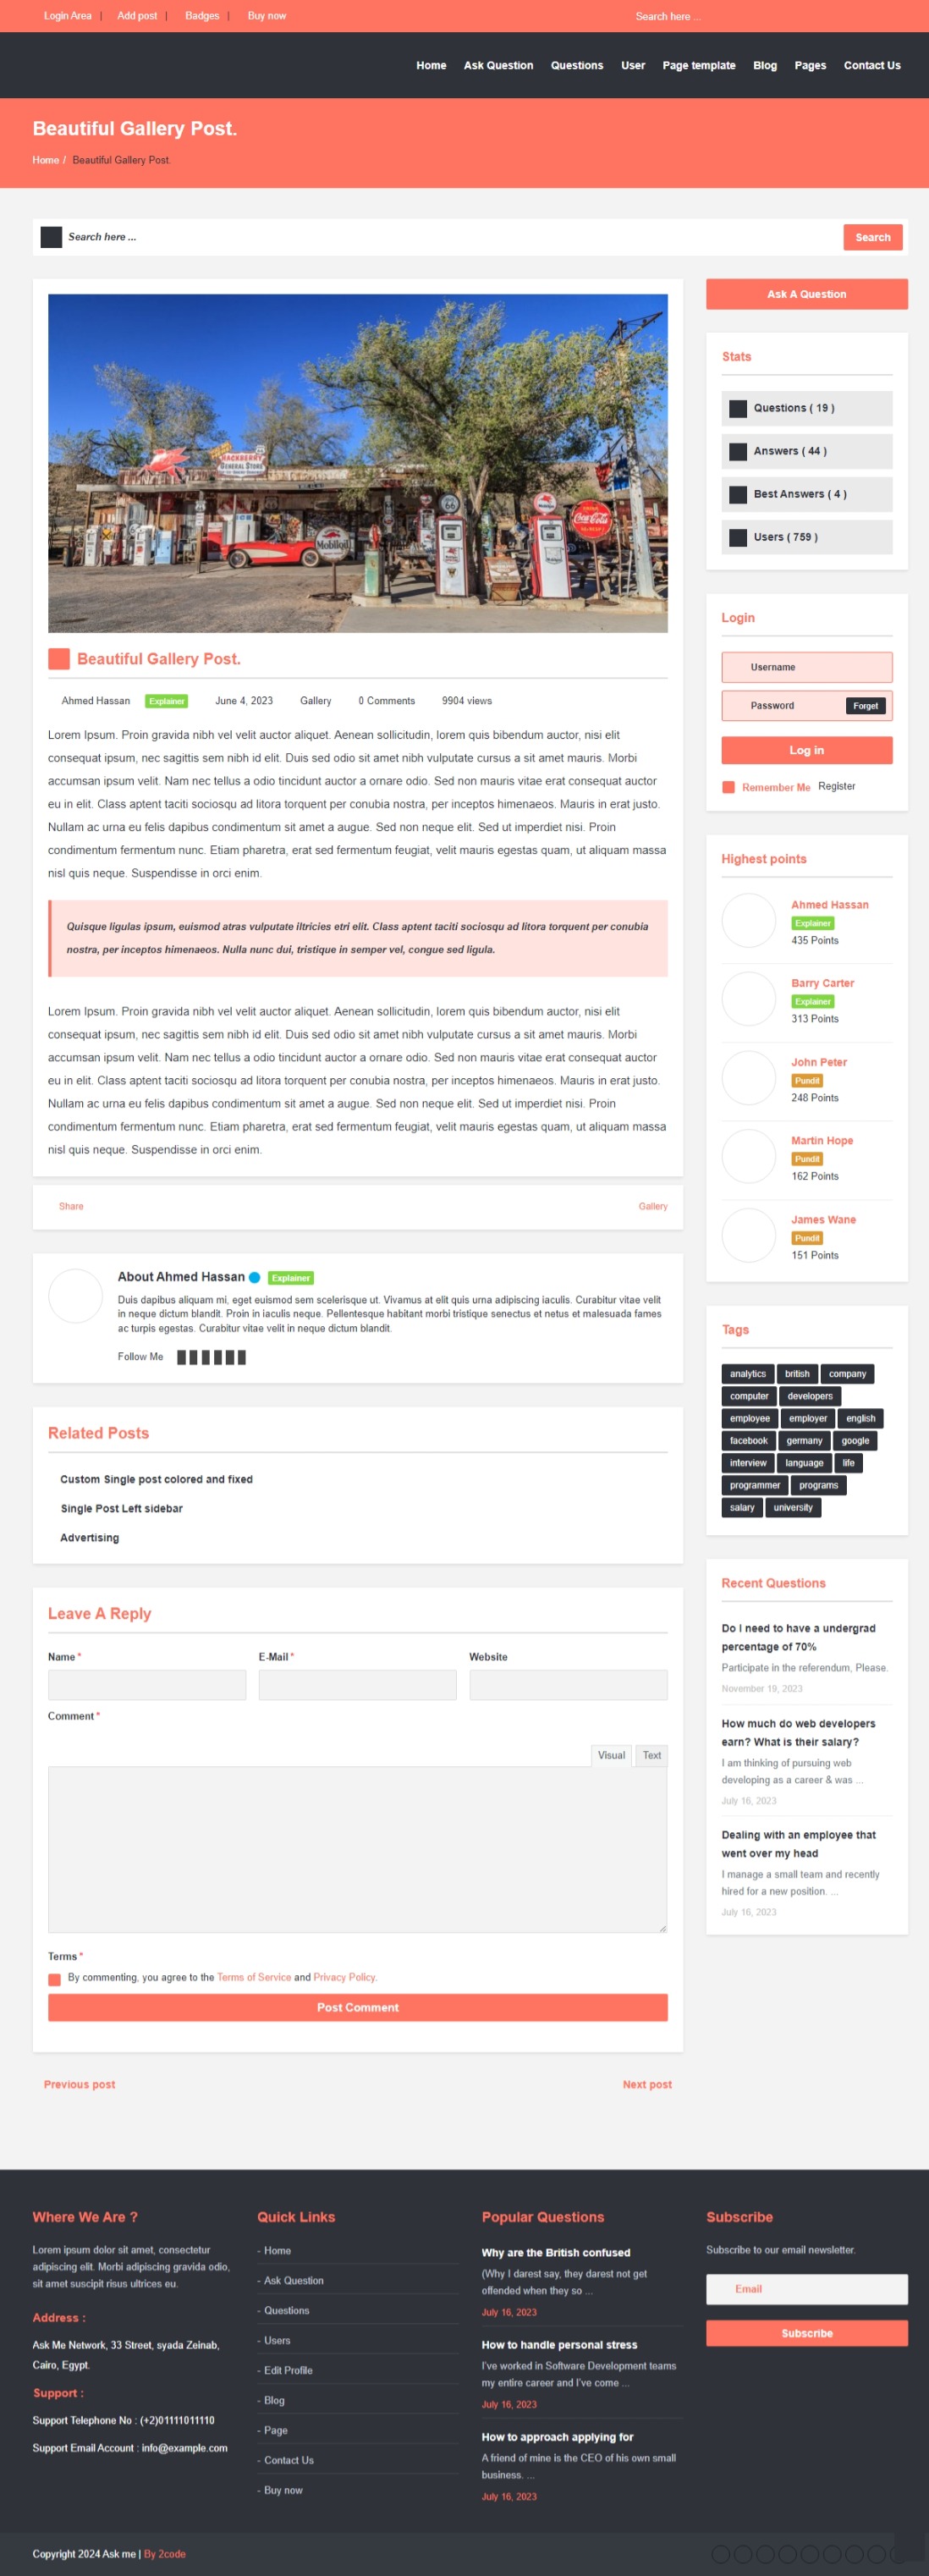 Login Area | Add post | Badges | Buy now
Search here ...
Home Ask Question Questions User Page template Blog Pages Contact Us
Beautiful Gallery Post.
Home / Beautiful Gallery Post.
Search here ...
Search
HACKBERRY
GENERAL STORE
66
ICE
Mobiloil
66
Coca-Cola
Beautiful Gallery Post.
Ahmed Hassan Explainer June 4, 2023 Gallery 0 Comments 9904 views
Lorem Ipsum. Proin gravida nibh vel velit auctor aliquet. Aenean sollicitudin, lorem quis bibendum auctor, nisi elit
consequat ipsum, nec sagittis sem nibh id elit. Duis sed odio sit amet nibh vulputate cursus a sit amet mauris. Morbi
accumsan ipsum velit. Nam nec tellus a odio tincidunt auctor a ornare odio. Sed non mauris vitae erat consequat auctor
eu in elit. Class aptent taciti sociosqu ad litora torquent per conubia nostra, per inceptos himenaeos. Mauris in erat justo.
Nullam ac urna eu felis dapibus condimentum sit amet a augue. Sed non neque elit. Sed ut imperdiet nisi. Proin
condimentum fermentum nunc. Etiam pharetra, erat sed fermentum feugiat, velit mauris egestas quam, ut aliquam massa
nisl quis neque. Suspendisse in orci enim.
Quisque ligulas ipsum, euismod atras vulputate iltricies etri elit. Class aptent taciti sociosqu ad litora torquent per conubia
nostra, per inceptos himenaeos. Nulla nunc dui, tristique in semper vel, congue sed ligula.
Lorem Ipsum. Proin gravida nibh vel velit auctor aliquet. Aenean sollicitudin, lorem quis bibendum auctor, nisi elit
consequat ipsum, nec sagittis sem nibh id elit. Duis sed odio sit amet nibh vulputate cursus a sit amet mauris. Morbi
accumsan ipsum velit. Nam nec tellus a odio tincidunt auctor a ornare odio. Sed non mauris vitae erat consequat auctor
eu in elit. Class aptent taciti sociosqu ad litora torquent per conubia nostra, per inceptos himenaeos. Mauris in erat justo.
Nullam ac urna eu felis dapibus condimentum sit amet a augue. Sed non neque elit. Sed ut imperdiet nisi. Proin
condimentum fermentum nunc. Etiam pharetra, erat sed fermentum feugiat, velit mauris egestas quam, ut aliquam massa
nisl quis neque. Suspendisse in orci enim.
Share Gallery
About Ahmed Hassan Explainer
Duis dapibus aliquam mi, eget euismod sem scelerisque ut. Vivamus at elit quis urna adipiscing iaculis. Curabitur vitae velit
in neque dictum blandit. Proin in iaculis neque. Pellentesque habitant morbi tristique senectus et netus et malesuada fames
ac turpis egestas. Curabitur vitae velit in neque dictum blandit.
Follow Me
Related Posts
Custom Single post colored and fixed
Single Post Left sidebar
Advertising
Leave A Reply
Name * E-Mail * Website
Comment *
Visual Text
Terms *
By commenting, you agree to the Terms of Service and Privacy Policy.
Post Comment
Previous post Next post
Ask A Question
Stats
Questions ( 19 )
Answers ( 44 )
Best Answers ( 4 )
Users ( 759 )
Login
Username
Password Forget
Log in
Remember Me Register
Highest points
Ahmed Hassan
Explainer
435 Points
Barry Carter
Explainer
313 Points
John Peter
Pundit
248 Points
Martin Hope
Pundit
162 Points
James Wane
Pundit
151 Points
Tags
analytics british company
computer developers
employee employer english
facebook germany google
interview language life
programmer programs
salary university
Recent Questions
Do I need to have a undergrad
percentage of 70%
Participate in the referendum, Please.
November 19, 2023
How much do web developers
earn? What is their salary?
I am thinking of pursuing web
developing as a career & was ...
July 16, 2023
Dealing with an employee that
went over my head
I manage a small team and recently
hired for a new position. ...
July 16, 2023
Where We Are ?
Lorem ipsum dolor sit amet, consectetur
adipiscing elit. Morbi adipiscing gravida odio,
sit amet suscipit risus ultrices eu.
Address :
Ask Me Network, 33 Street, syada Zeinab,
Cairo, Egypt.
Support :
Support Telephone No : (+2)01111011110
Support Email Account : info@example.com
Quick Links
- Home
- Ask Question
- Questions
- Users
- Edit Profile
- Blog
- Page
- Contact Us
- Buy now
Popular Questions
Why are the British confused
(Why I darest say, they darest not get
offended when they so ...
July 16, 2023
How to handle personal stress
I've worked in Software Development teams
my entire career and I've come ...
July 16, 2023
How to approach applying for
A friend of mine is the CEO of his own small
business. ...
July 16, 2023
Subscribe
Subscribe to our email newsletter.
Email
Subscribe
Copyright 2024 Ask me | By 2code